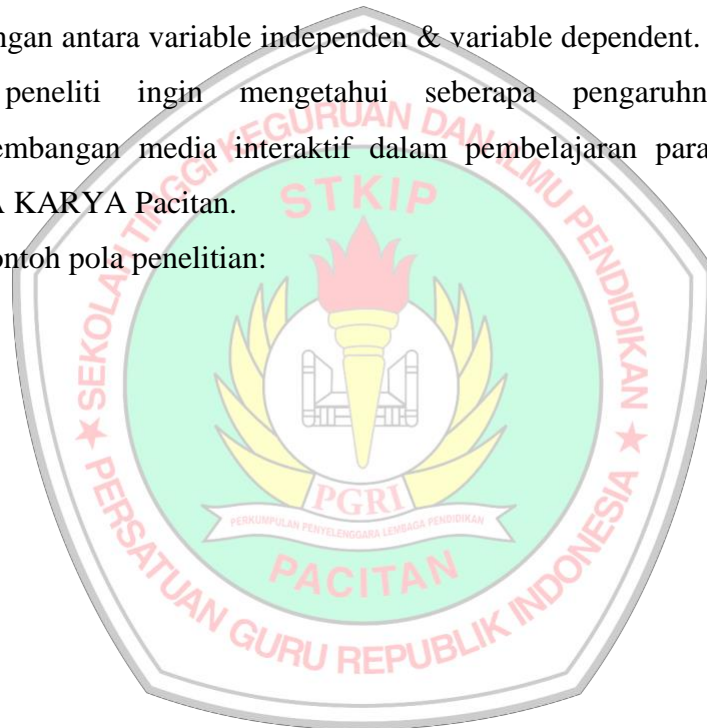 ngan antara variable independen & variable dependent.
peneliti ingin mengetahui seberapa pengaruhn
embangan media interaktif dalam pembelajaran para
A KARYA Pacitan.
ontoh pola penelitian:
SEKOLAH TINGGI KEGURUAN DAN ILMU PENDIDIKAN
STKIP
PGRI
PERKUMPULAN PENYELENGGARA LEMBAGA PENDIDIKAN
PACITAN
★ PERSATUAN GURU REPUBLIK INDONESIA ★